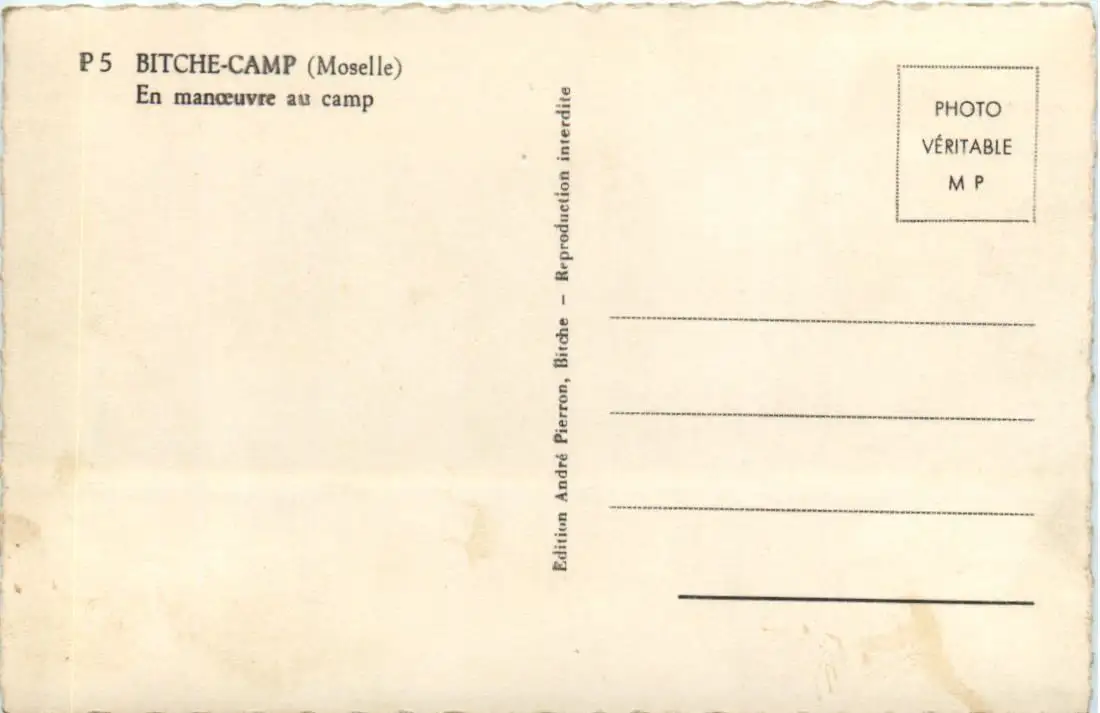 P 5 BITCHE-CAMP (Moselle)
En manœuvre au camp
Edition André Pierron, Bitche - Reproduction interdite
PHOTO
VÉRITABLE
M P